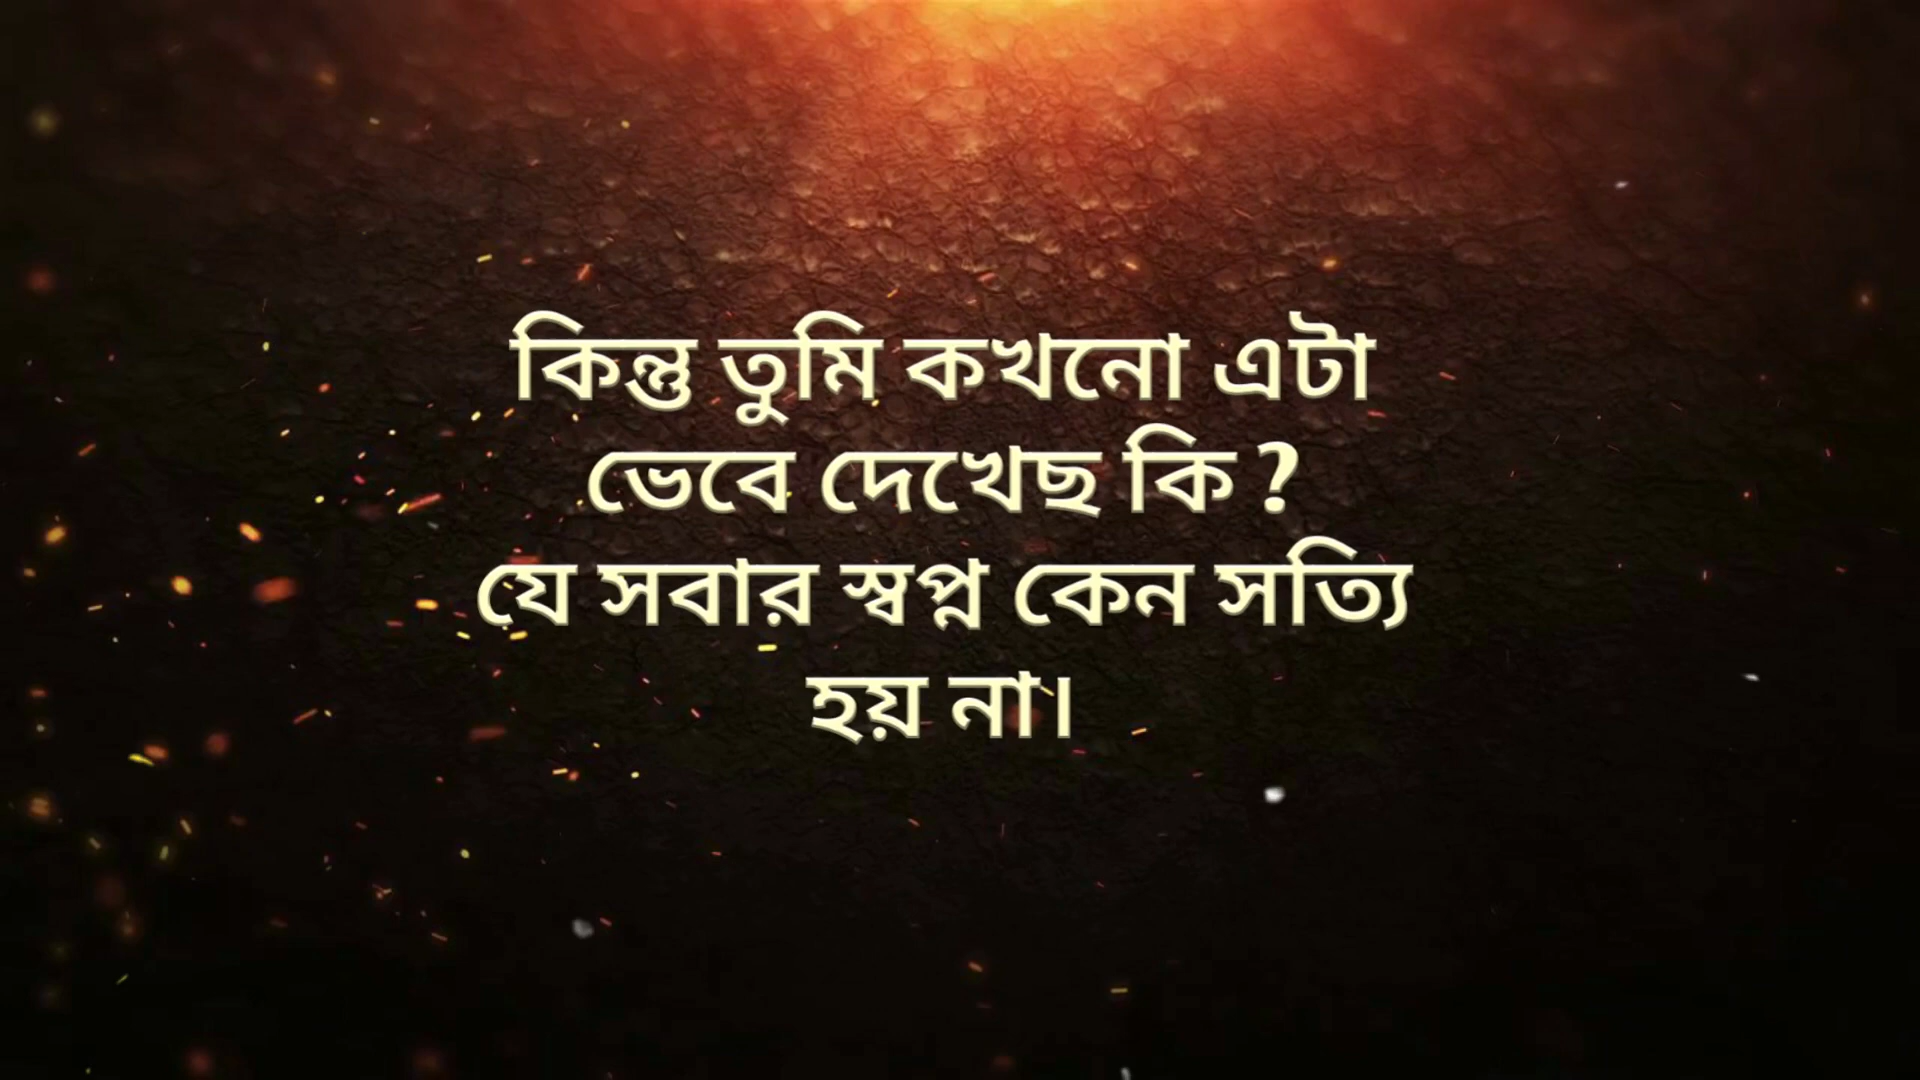 কিন্তু তুমি কখনো এটা
ভেবে দেখেছ কি ?
যে সবার স্বপ্ন কেন সত্যি
হয় না।